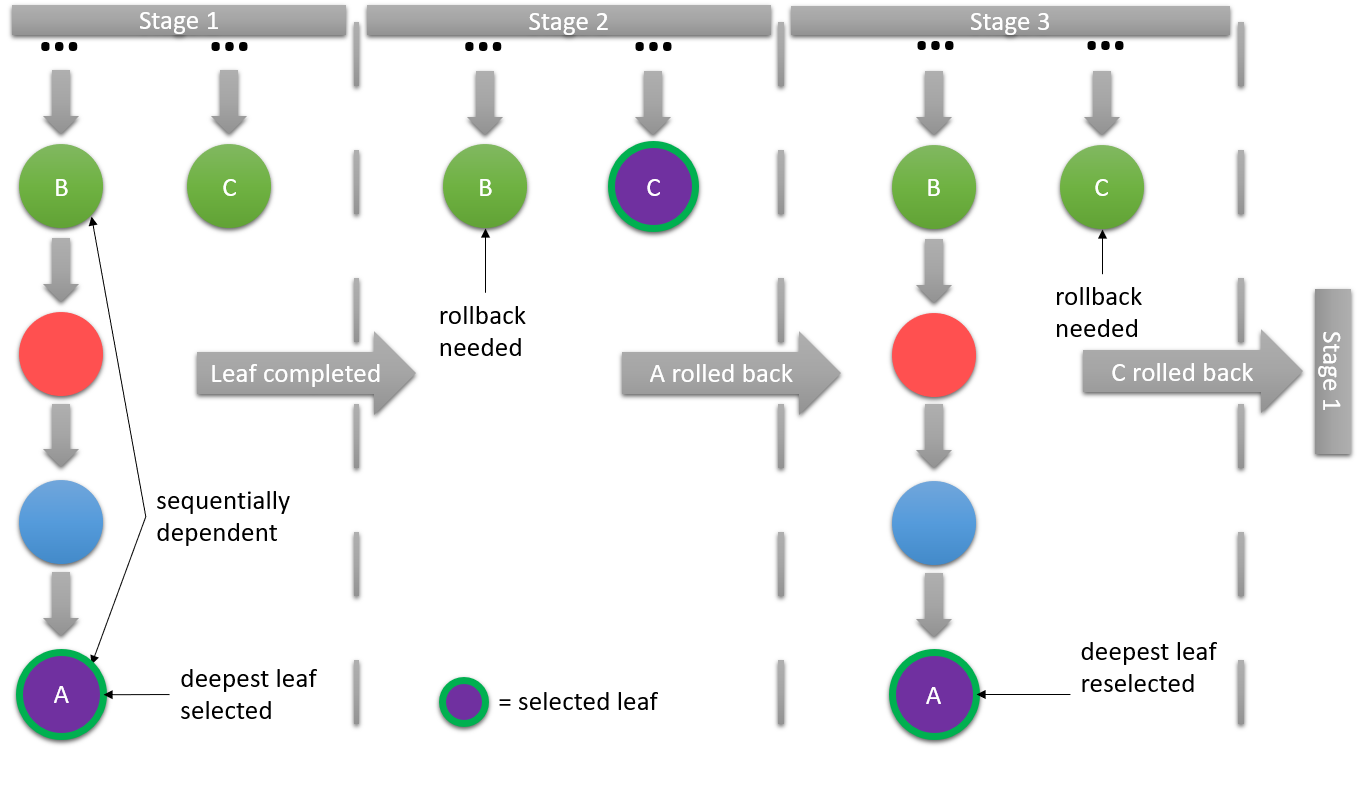 Stage 1
Stage 2
Stage 3
...
...
...
...
...
...
B
C
B
C
B
C
rollback
needed
rollback
needed
Leaf completed
A rolled back
C rolled back
Stage 1
sequentially
dependent
A
deepest leaf
selected
= selected leaf
A
deepest leaf
reselected